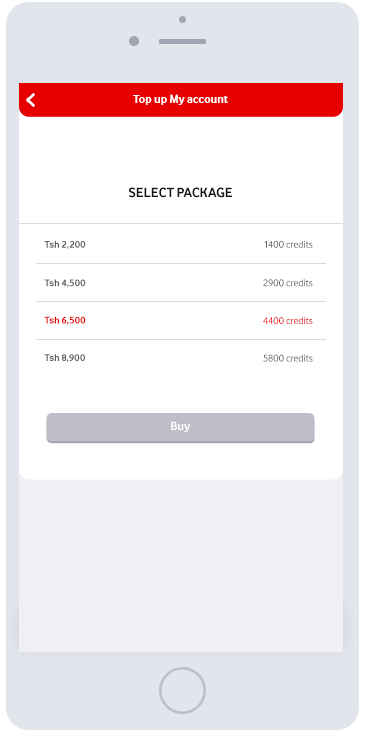 Top up My account
SELECT PACKAGE
Tsh 2,200 1400 credits
Tsh 4,500 2900 credits
Tsh 6,500 4400 credits
Tsh 8,900 5800 credits
Buy